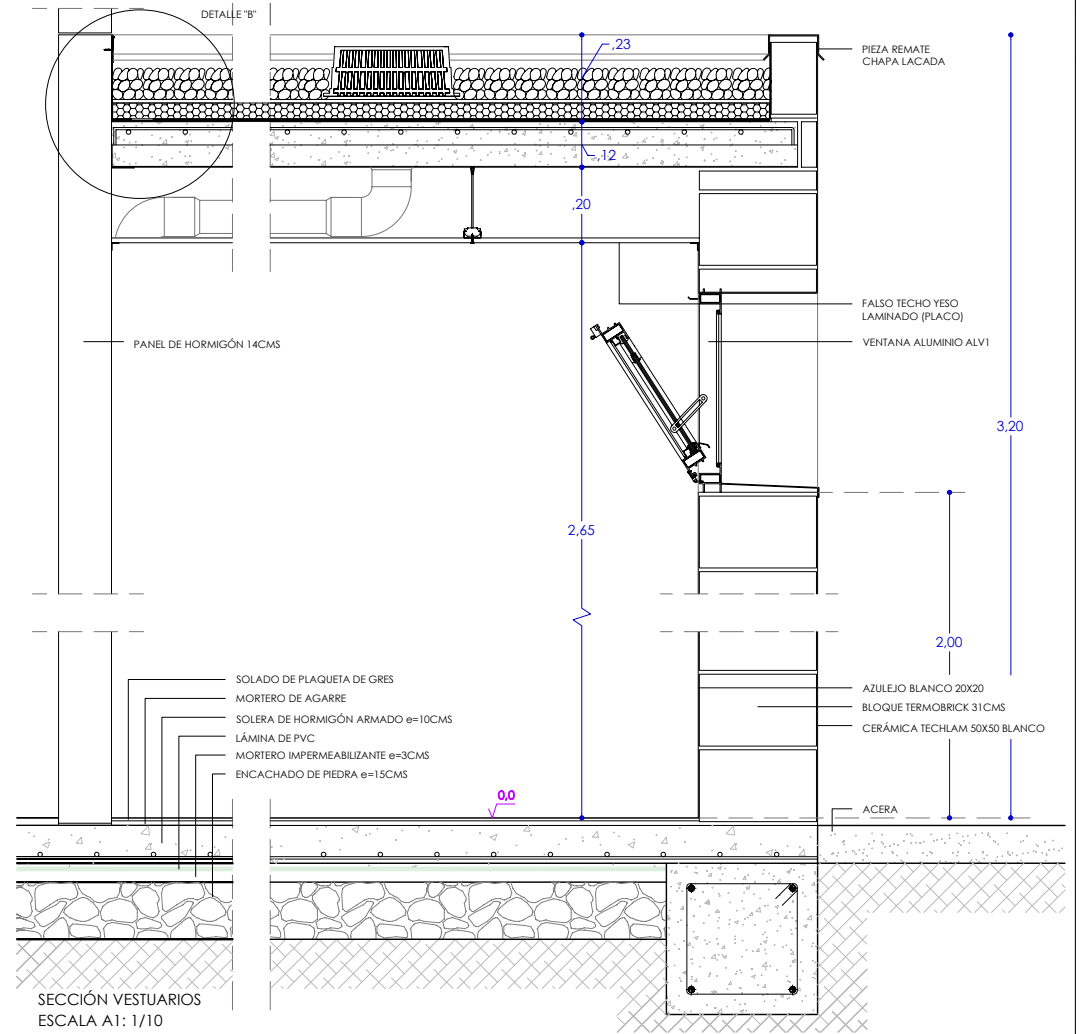 DETALLE "B"
,23
PIEZA REMATE
CHAPA LACADA
,12
,20
FALSO TECHO YESO
LAMINADO (PLACO)
PANEL DE HORMIGÓN 14CMS
VENTANA ALUMINIO ALV1
3,20
2,65
2,00
SOLADO DE PLAQUETA DE GRES
MORTERO DE AGARRE
SOLERA DE HORMIGÓN ARMADO e=10CMS
LÁMINA DE PVC
MORTERO IMPERMEABILIZANTE e=3CMS
ENCACHADO DE PIEDRA e=15CMS
AZULEJO BLANCO 20X20
BLOQUE TERMOBRICK 31CMS
CERÁMICA TECHLAM 50X50 BLANCO
0,0
ACERA
SECCIÓN VESTUARIOS
ESCALA A1: 1/10